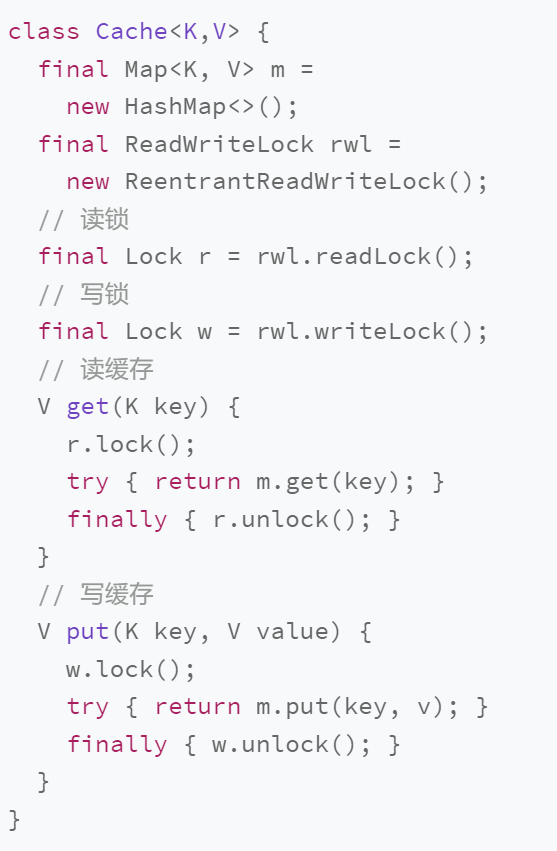 class Cache<K,V> {
  final Map<K, V> m =
    new HashMap<>();
  final ReadWriteLock rwl =
    new ReentrantReadWriteLock();
  // 读锁
  final Lock r = rwl.readLock();
  // 写锁
  final Lock w = rwl.writeLock();
  // 读缓存
  V get(K key) {
    r.lock();
    try { return m.get(key); }
    finally { r.unlock(); }
  }
  // 写缓存
  V put(K key, V value) {
    w.lock();
    try { return m.put(key, v); }
    finally { w.unlock(); }
  }
}